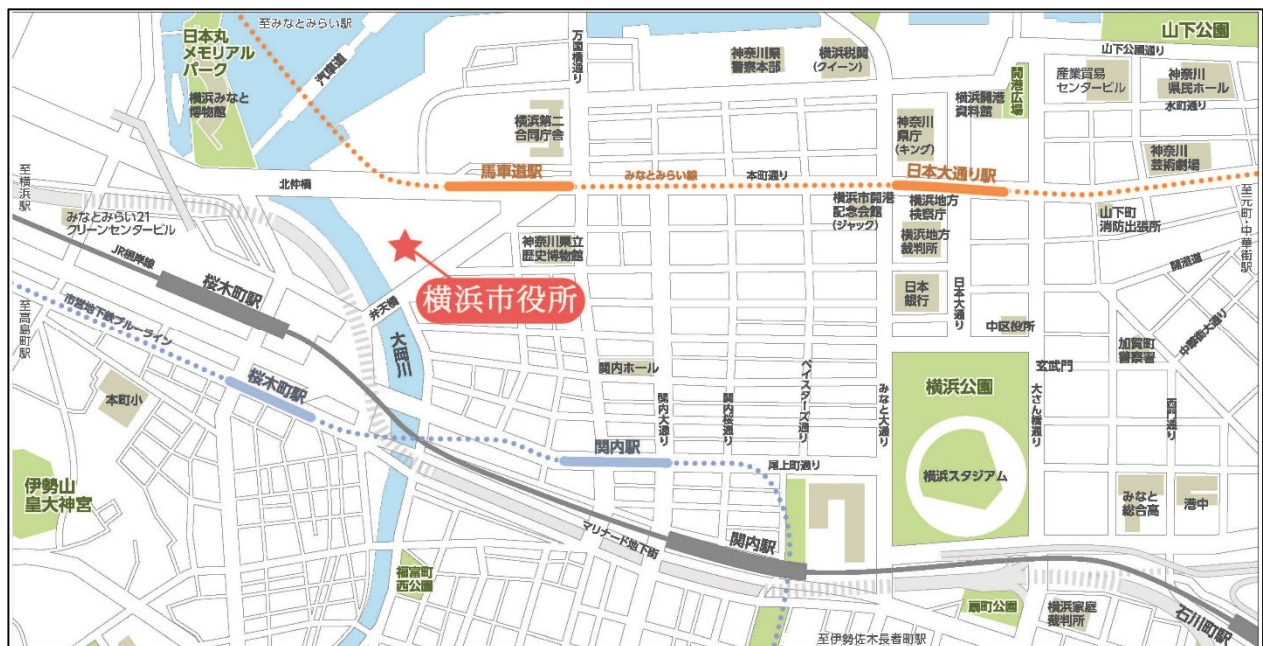 至みなとみらい駅
日本丸
メモリアル
パーク
汽車道
横浜みなと
博物館
万国橋通り
神奈川県
警察本部
横浜税関
(クイーン)
山下公園
山下公園通り
開港広場
産業貿易
センタービル
神奈川
県民ホール
水町通り
横浜第二
合同庁舎
横浜開港
資料館
神奈川
県庁
(キング)
神奈川
芸術劇場
北仲橋
馬車道駅
みなとみらい線
本町通り
日本大通り駅
至横浜駅
みなとみらい21
クリーンセンタービル
JR根岸線
桜木町駅
横浜市開港
記念会館
(ジャック)
横浜地方
検察庁
横浜地方
裁判所
山下町
消防出張所
至元町・中華街駅
開港道
神奈川県立
歴史博物館
横浜市役所
弁天橋
大岡川
日本
銀行
日本大通り
中区役所
至高島町駅
市営地下鉄ブルーライン
桜木町駅
本町小
関内ホール
関内大通り
関内桜通り
ベイスターズ通り
みなと大通り
横浜公園
玄武門
大さん橋通り
加賀町
警察署
中華街大通り
西門通り
関内駅
尾上町通り
横浜スタジアム
みなと
総合高
港中
伊勢山
皇大神宮
マリナード地下街
関内駅
福富町
西公園
扇町公園
横浜家庭
裁判所
石川町駅
至伊勢佐木長者町駅